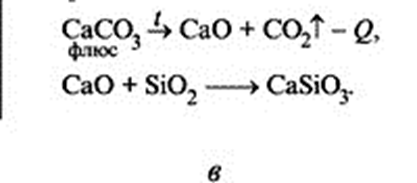 CaCO₃ →ᵗ CaO + CO₂↑ – Q,
флюс
CaO + SiO₂ ⟶ CaSiO₃.
в